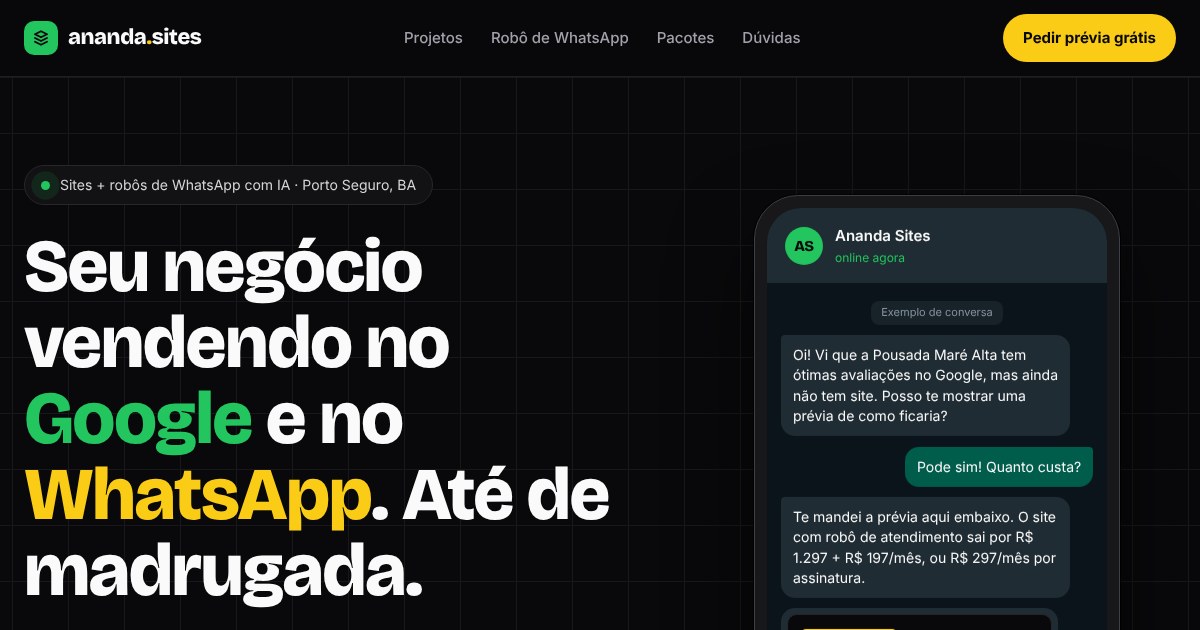 ananda.sites
Projetos
Robô de WhatsApp
Pacotes
Dúvidas
Pedir prévia grátis
Sites + robôs de WhatsApp com IA · Porto Seguro, BA
Seu negócio
vendendo no
Google e no
WhatsApp. Até de
madrugada.
AS
Ananda Sites
online agora
Exemplo de conversa
Oi! Vi que a Pousada Maré Alta tem
ótimas avaliações no Google, mas ainda
não tem site. Posso te mostrar uma
prévia de como ficaria?
Pode sim! Quanto custa?
Te mandei a prévia aqui embaixo. O site
com robô de atendimento sai por R$
1.297 + R$ 197/mês, ou R$ 297/mês por
assinatura.